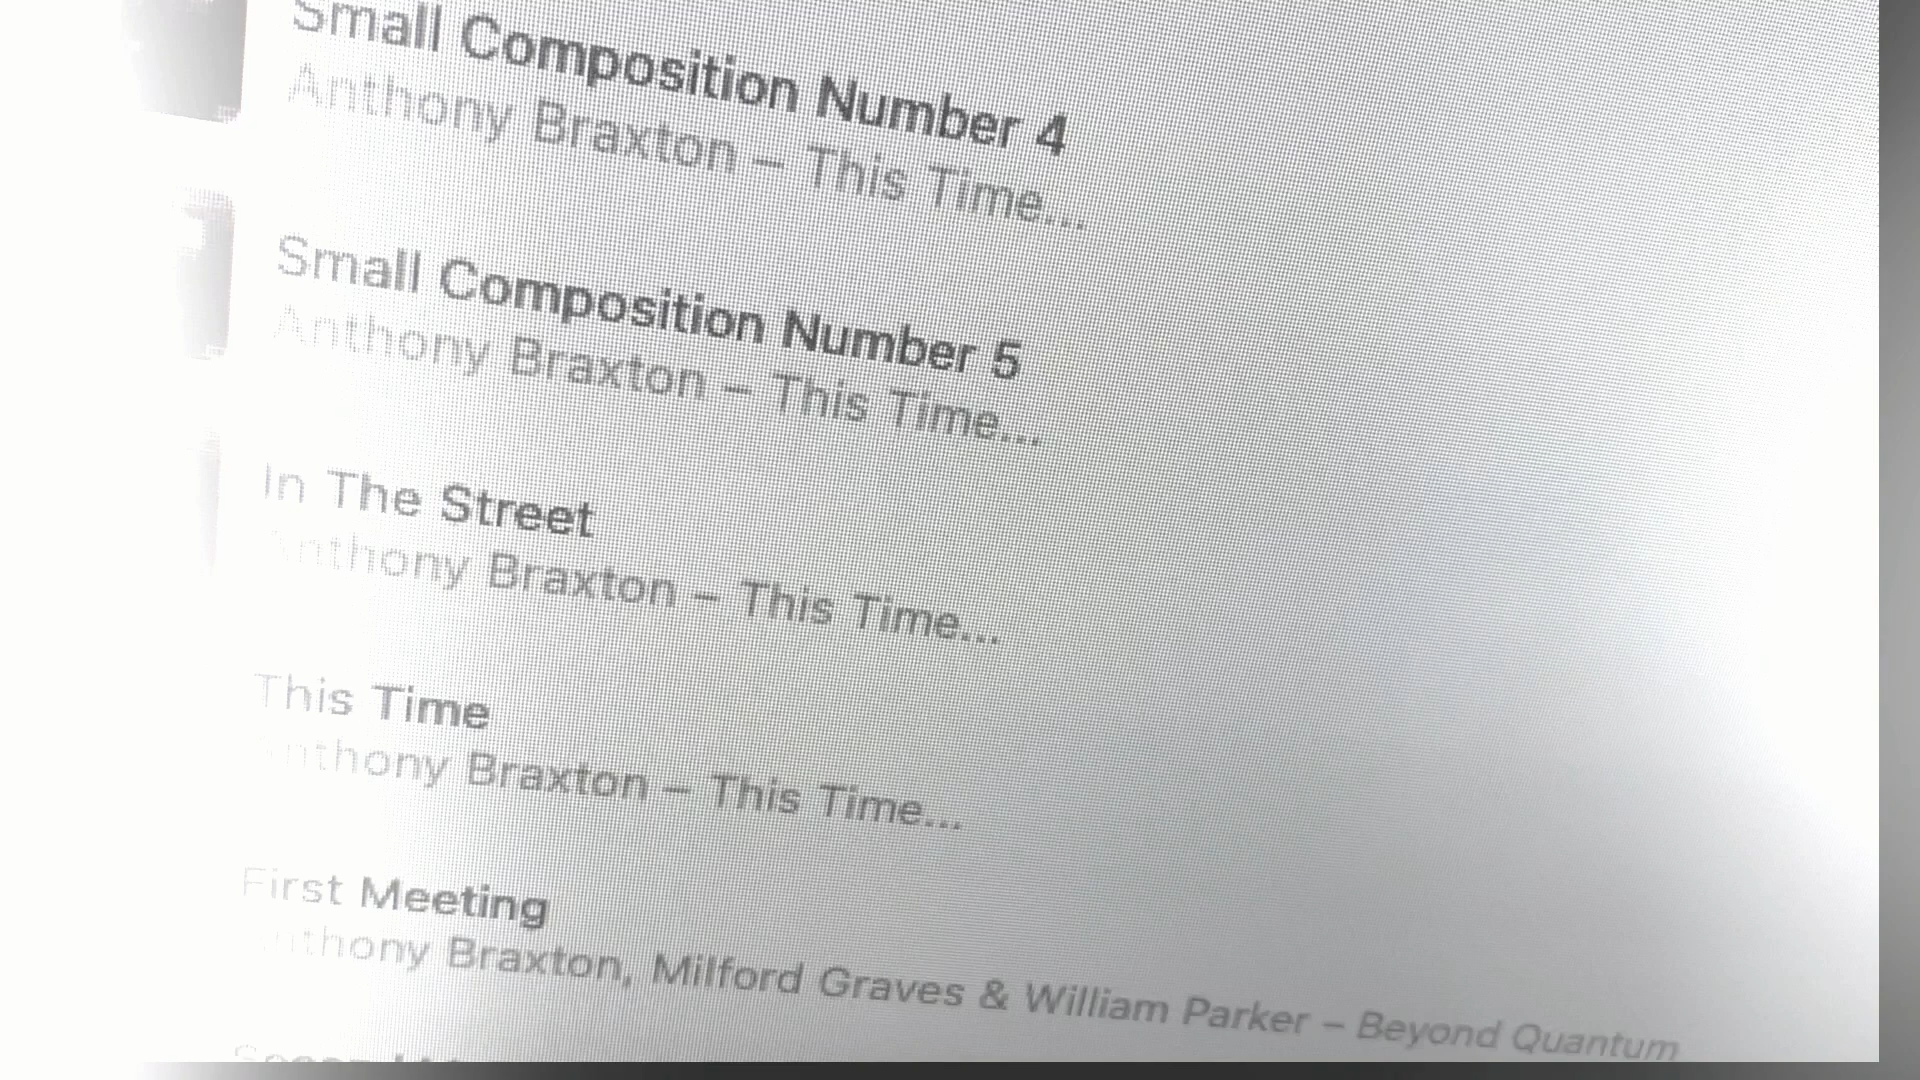 Small Composition Number 4
Anthony Braxton – This Time...
Small Composition Number 5
Anthony Braxton – This Time...
In The Street
Anthony Braxton – This Time...
This Time
Anthony Braxton – This Time...
First Meeting
Anthony Braxton, Milford Graves & William Parker – Beyond Quantum